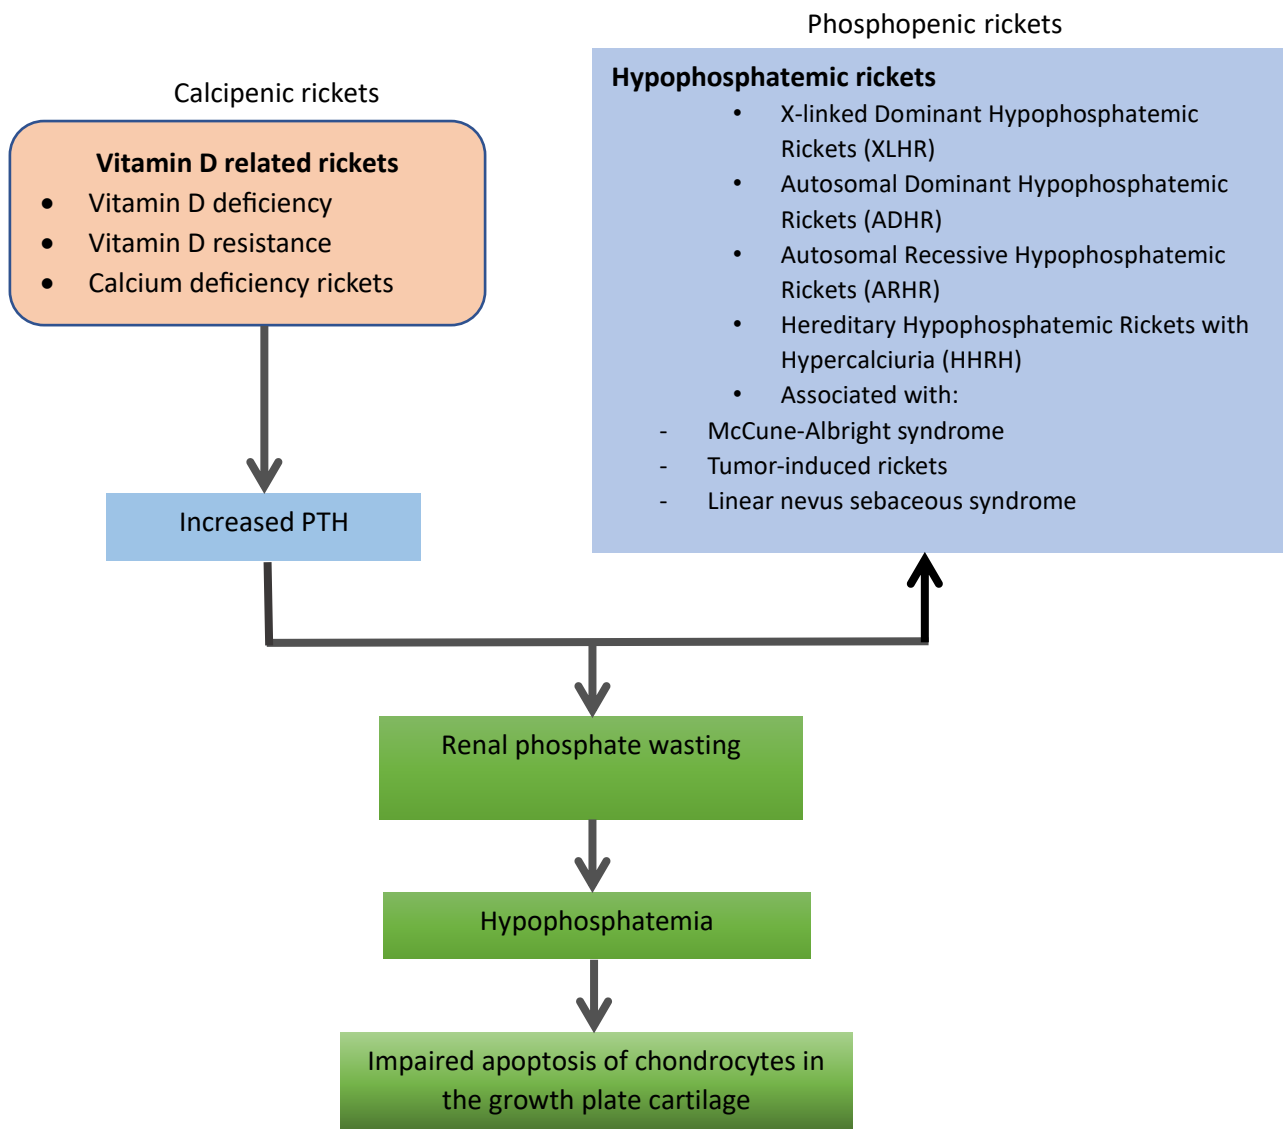 Phosphopenic rickets
Calcipenic rickets
Vitamin D related rickets
• Vitamin D deficiency
• Vitamin D resistance
• Calcium deficiency rickets
Hypophosphatemic rickets
• X-linked Dominant Hypophosphatemic
Rickets (XLHR)
• Autosomal Dominant Hypophosphatemic
Rickets (ADHR)
• Autosomal Recessive Hypophosphatemic
Rickets (ARHR)
• Hereditary Hypophosphatemic Rickets with
Hypercalciuria (HHRH)
• Associated with:
- McCune-Albright syndrome
- Tumor-induced rickets
- Linear nevus sebaceous syndrome
Increased PTH
Renal phosphate wasting
Hypophosphatemia
Impaired apoptosis of chondrocytes in
the growth plate cartilage